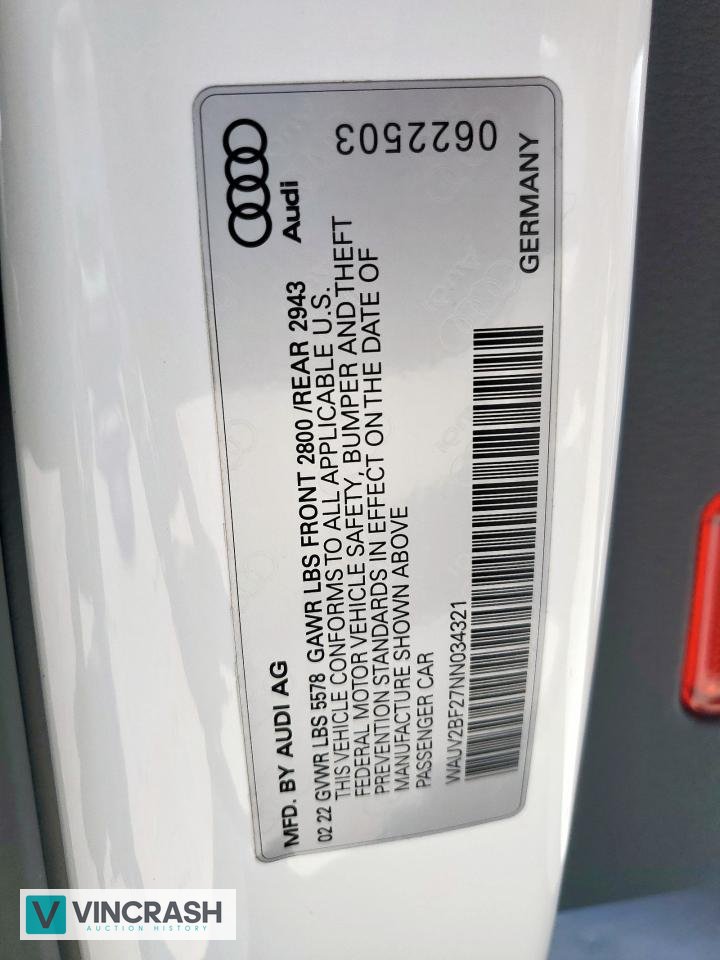 Audi
0622503
MFD. BY AUDI AG
02 22 GVWR LBS 5578 GAWR LBS FRONT 2800 /REAR 2943
THIS VEHICLE CONFORMS TO ALL APPLICABLE U.S.
FEDERAL MOTOR VEHICLE SAFETY, BUMPER AND THEFT
PREVENTION STANDARDS IN EFFECT ON THE DATE OF
MANUFACTURE SHOWN ABOVE
PASSENGER CAR
WAUV2BF27NN034321
GERMANY
V VINCRASH
AUCTION HISTORY